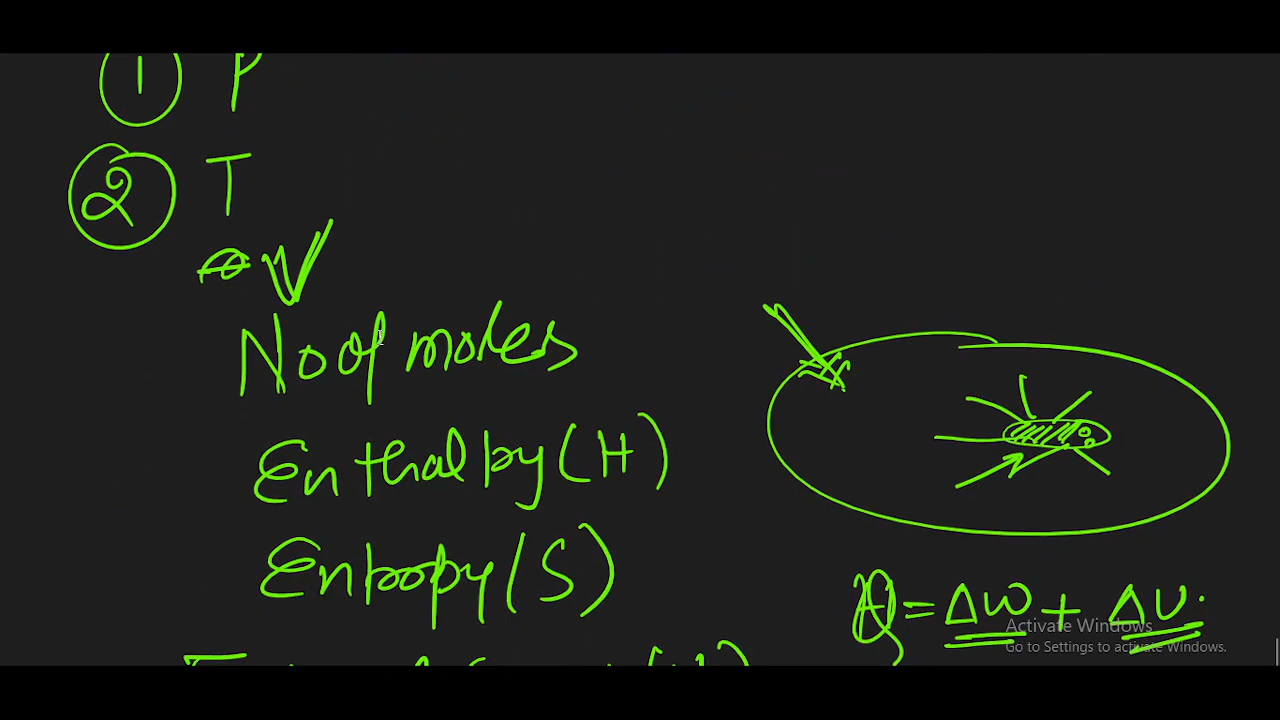 1 P
2 T
V
No of moles
Enthalpy (H)
Entropy (S)
Q = ΔW + ΔU.
Activate Windows
Go to Settings to activate Windows.